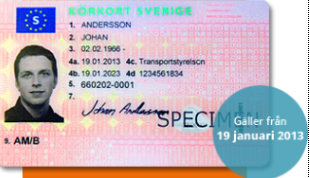 KÖRKORT SVERIGE
S
1. ANDERSSON
2. JOHAN
3. 02.02.1966 -
4a. 19.01.2013 4c. Transportstyrelsen
4b. 19.01.2023 4d 1234561834
5. 660202-0001
7. Johan Andersson
SPECIMEN
Gäller från
19 januari 2013
9. AM/B